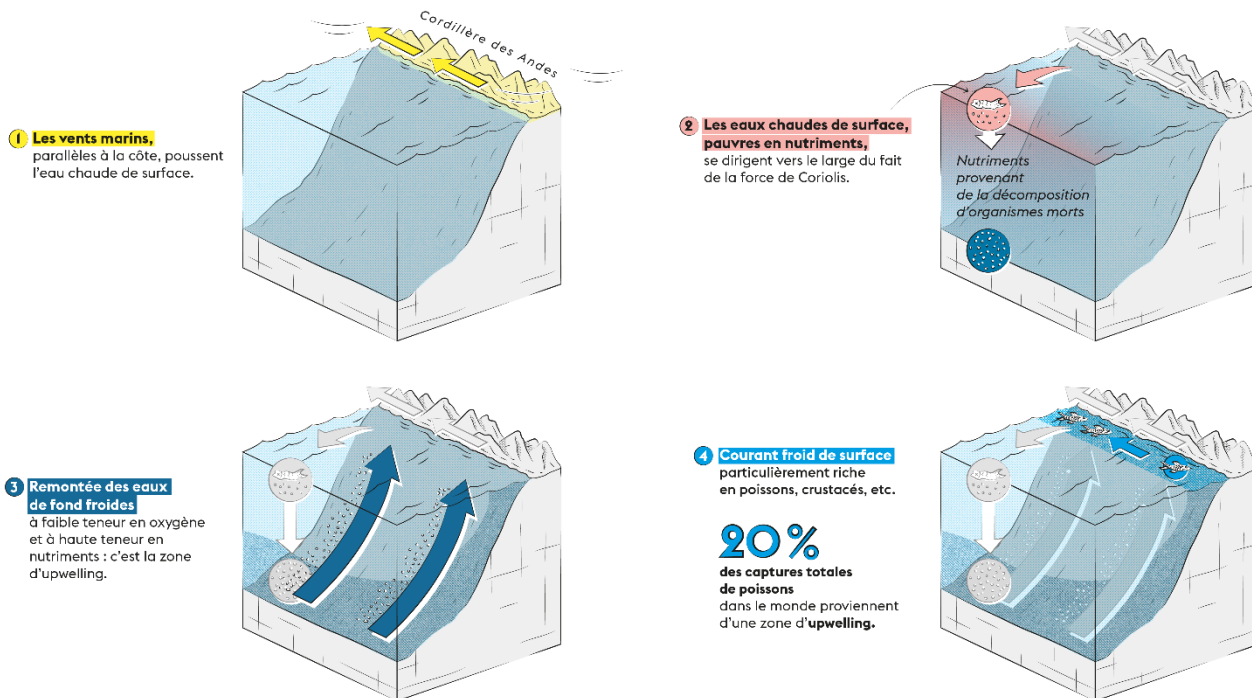 Cordillère des Andes
1 Les vents marins,
parallèles à la côte, poussent
l'eau chaude de surface.
2 Les eaux chaudes de surface,
pauvres en nutriments,
se dirigent vers le large du fait
de la force de Coriolis.
Nutriments
provenant
de la décomposition
d'organismes morts
3 Remontée des eaux
de fond froides
à faible teneur en oxygène
et à haute teneur en
nutriments : c'est la zone
d'upwelling.
4 Courant froid de surface
particulièrement riche
en poissons, crustacés, etc.
20 %
des captures totales
de poissons
dans le monde proviennent
d'une zone d'upwelling.